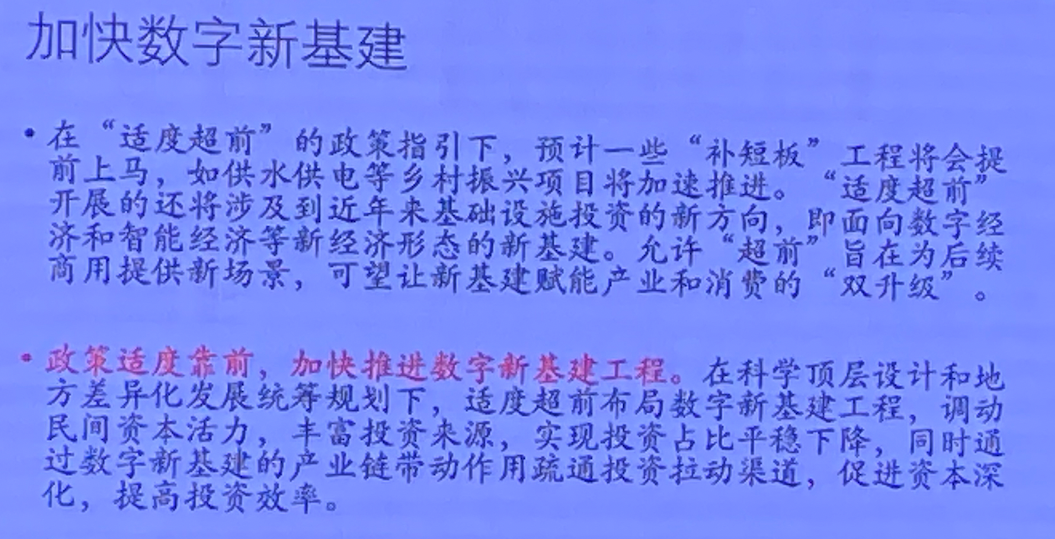 加快数字新基建
• 在“适度超前”的政策指引下，预计一些“补短板”工程将会提
前上马，如供水供电等乡村振兴项目将加速推进。“适度超前”
开展的还将涉及到近年来基础设施投资的新方向，即面向数字经
济和智能经济等新经济形态的新基建。允许“超前”旨在为后续
商用提供新场景，可望让新基建赋能产业和消费的“双升级”。
• 政策适度靠前，加快推进数字新基建工程。在科学顶层设计和地
方差异化发展统筹规划下，适度超前布局数字新基建工程，调动
民间资本活力，丰富投资来源，实现投资占比平稳下降，同时通
过数字新基建的产业链带动作用疏通投资拉动渠道，促进资本深
化，提高投资效率。